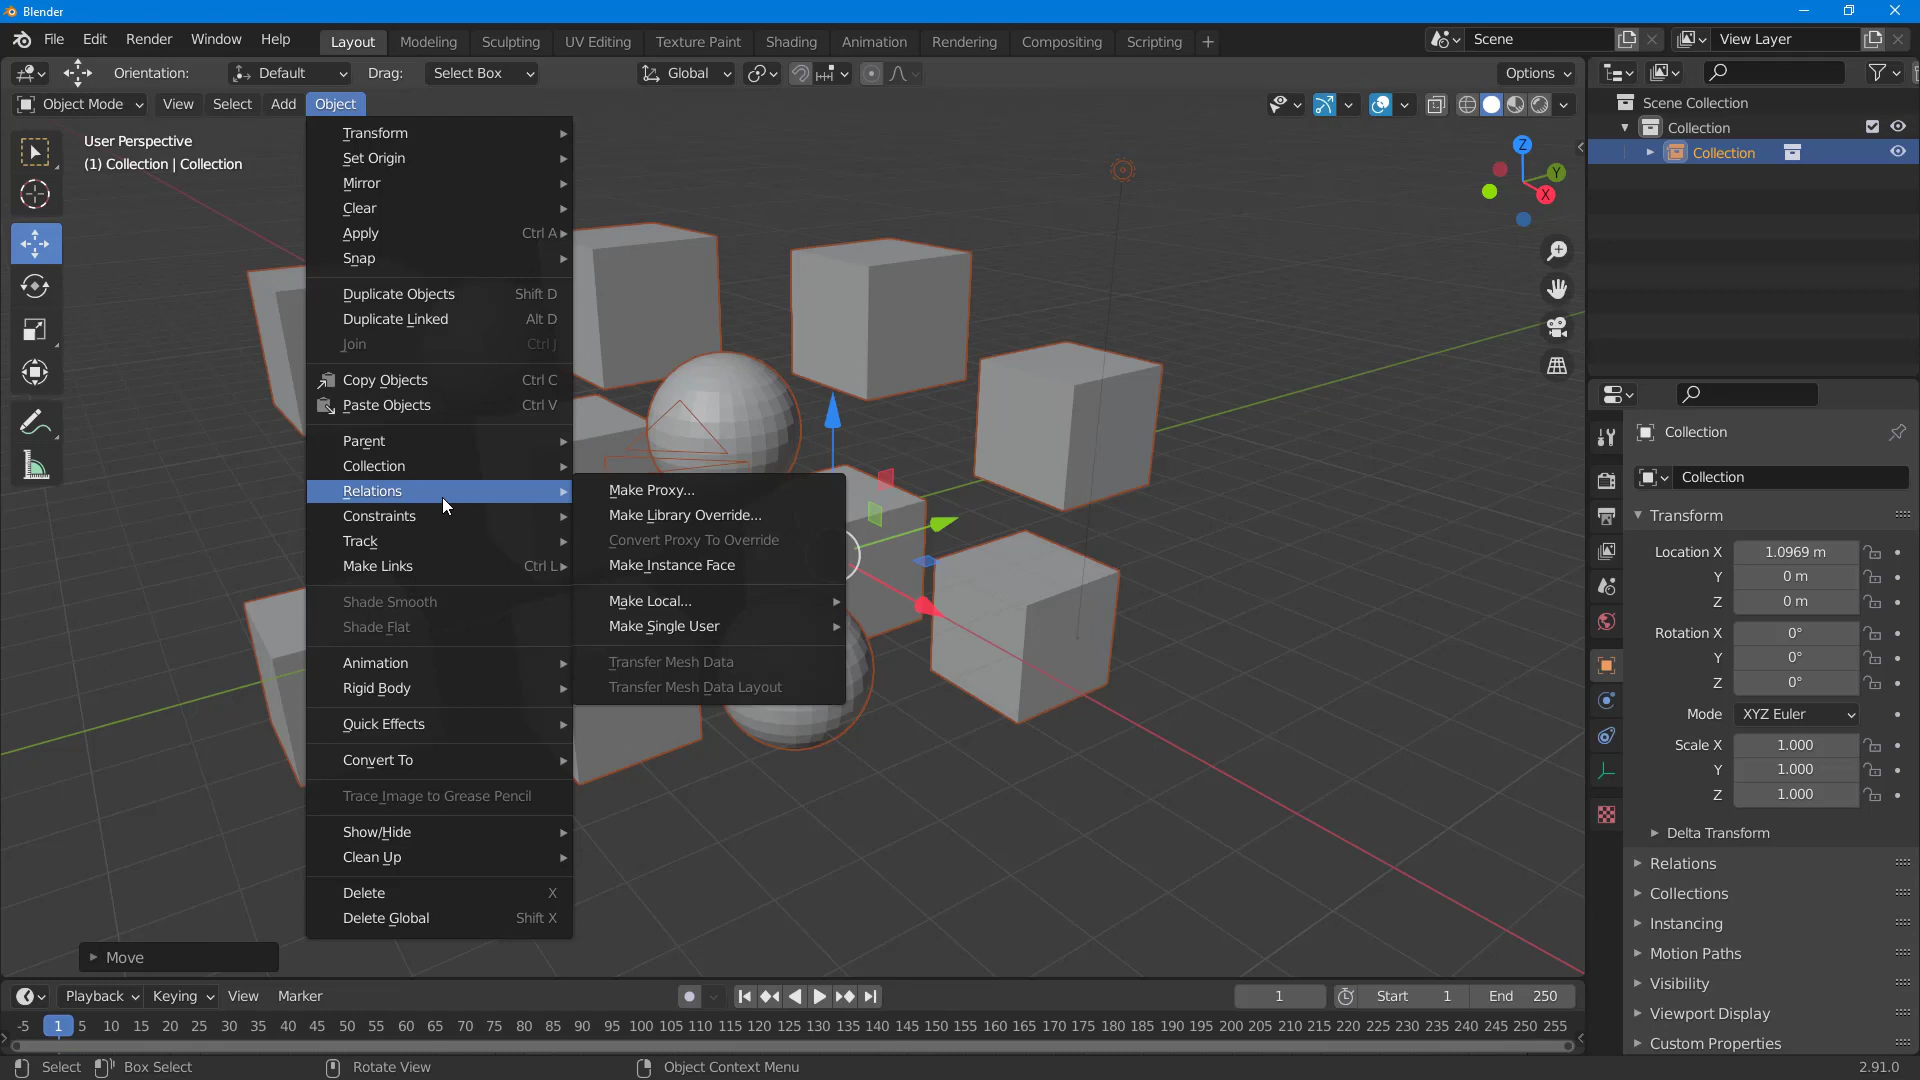 Blender
File Edit Render Window Help Layout Modeling Sculpting UV Editing Texture Paint Shading Animation Rendering Compositing Scripting + Scene View Layer
Orientation: Default Drag: Select Box Global Options
Object Mode View Select Add Object
User Perspective
(1) Collection | Collection
Transform
Set Origin
Mirror
Clear
Apply Ctrl A
Snap
Duplicate Objects Shift D
Duplicate Linked Alt D
Join Ctrl J
Copy Objects Ctrl C
Paste Objects Ctrl V
Parent
Collection
Relations
Constraints
Track
Make Links Ctrl L
Shade Smooth
Shade Flat
Animation
Rigid Body
Quick Effects
Convert To
Trace Image to Grease Pencil
Show/Hide
Clean Up
Delete X
Delete Global Shift X
Make Proxy...
Make Library Override...
Convert Proxy To Override
Make Instance Face
Make Local...
Make Single User
Transfer Mesh Data
Transfer Mesh Data Layout
Z
Y
X
Move
Scene Collection
Collection
Collection
Collection
Collection
Transform
Location X 1.0969 m
Y 0 m
Z 0 m
Rotation X 0°
Y 0°
Z 0°
Mode XYZ Euler
Scale X 1.000
Y 1.000
Z 1.000
Delta Transform
Relations
Collections
Instancing
Motion Paths
Visibility
Viewport Display
Custom Properties
Playback Keying View Marker 1 Start 1 End 250
-5 1 5 10 15 20 25 30 35 40 45 50 55 60 65 70 75 80 85 90 95 100 105 110 115 120 125 130 135 140 145 150 155 160 165 170 175 180 185 190 195 200 205 210 215 220 225 230 235 240 245 250 255
Select Box Select Rotate View Object Context Menu 2.91.0